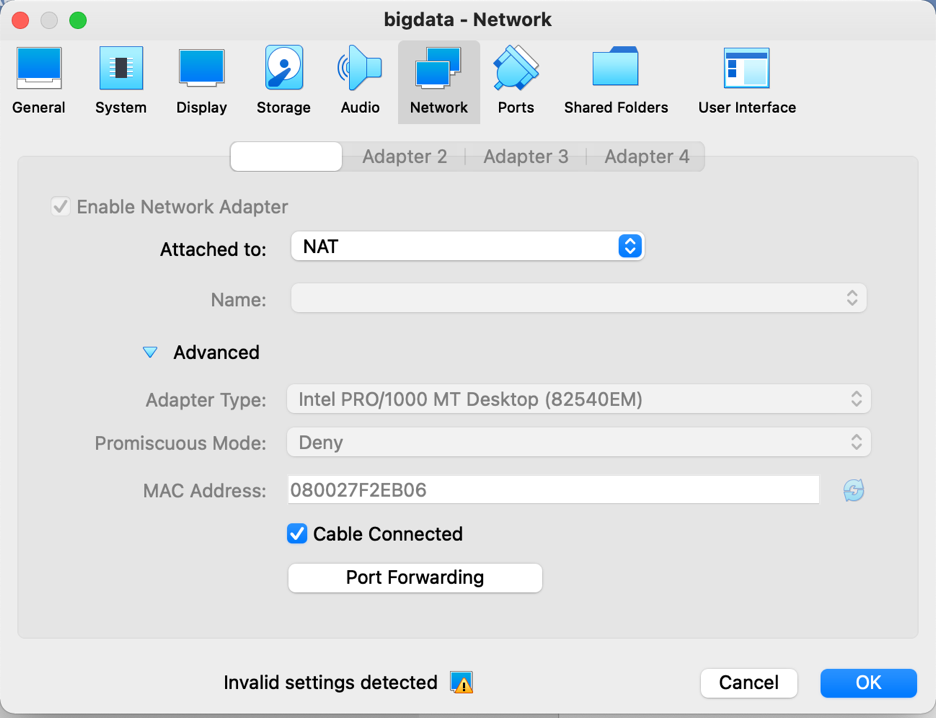 bigdata - Network
General System Display Storage Audio Network Ports Shared Folders User Interface
Adapter 2 Adapter 3 Adapter 4
Enable Network Adapter
Attached to: NAT
Name:
Advanced
Adapter Type: Intel PRO/1000 MT Desktop (82540EM)
Promiscuous Mode: Deny
MAC Address: 080027F2EB06
Cable Connected
Port Forwarding
Invalid settings detected Cancel OK